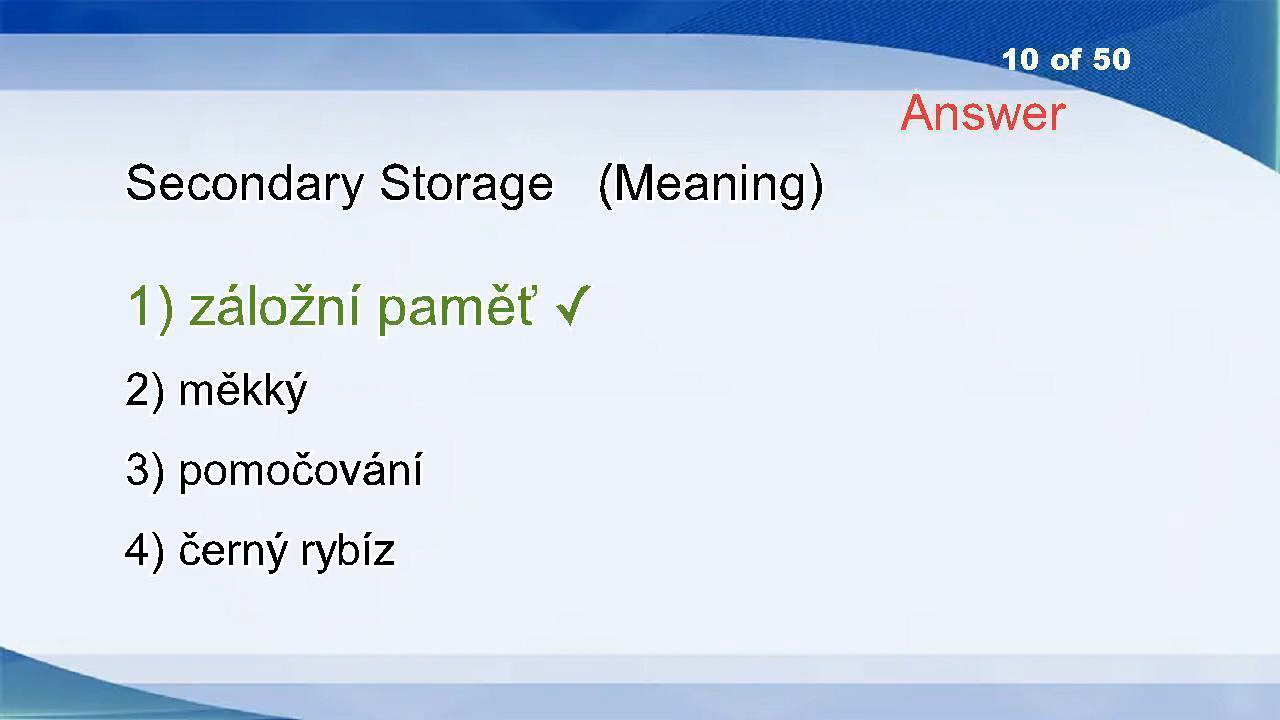 10 of 50
Answer
Secondary Storage (Meaning)
1) záložní paměť ✓
2) měkký
3) pomočování
4) černý rybíz